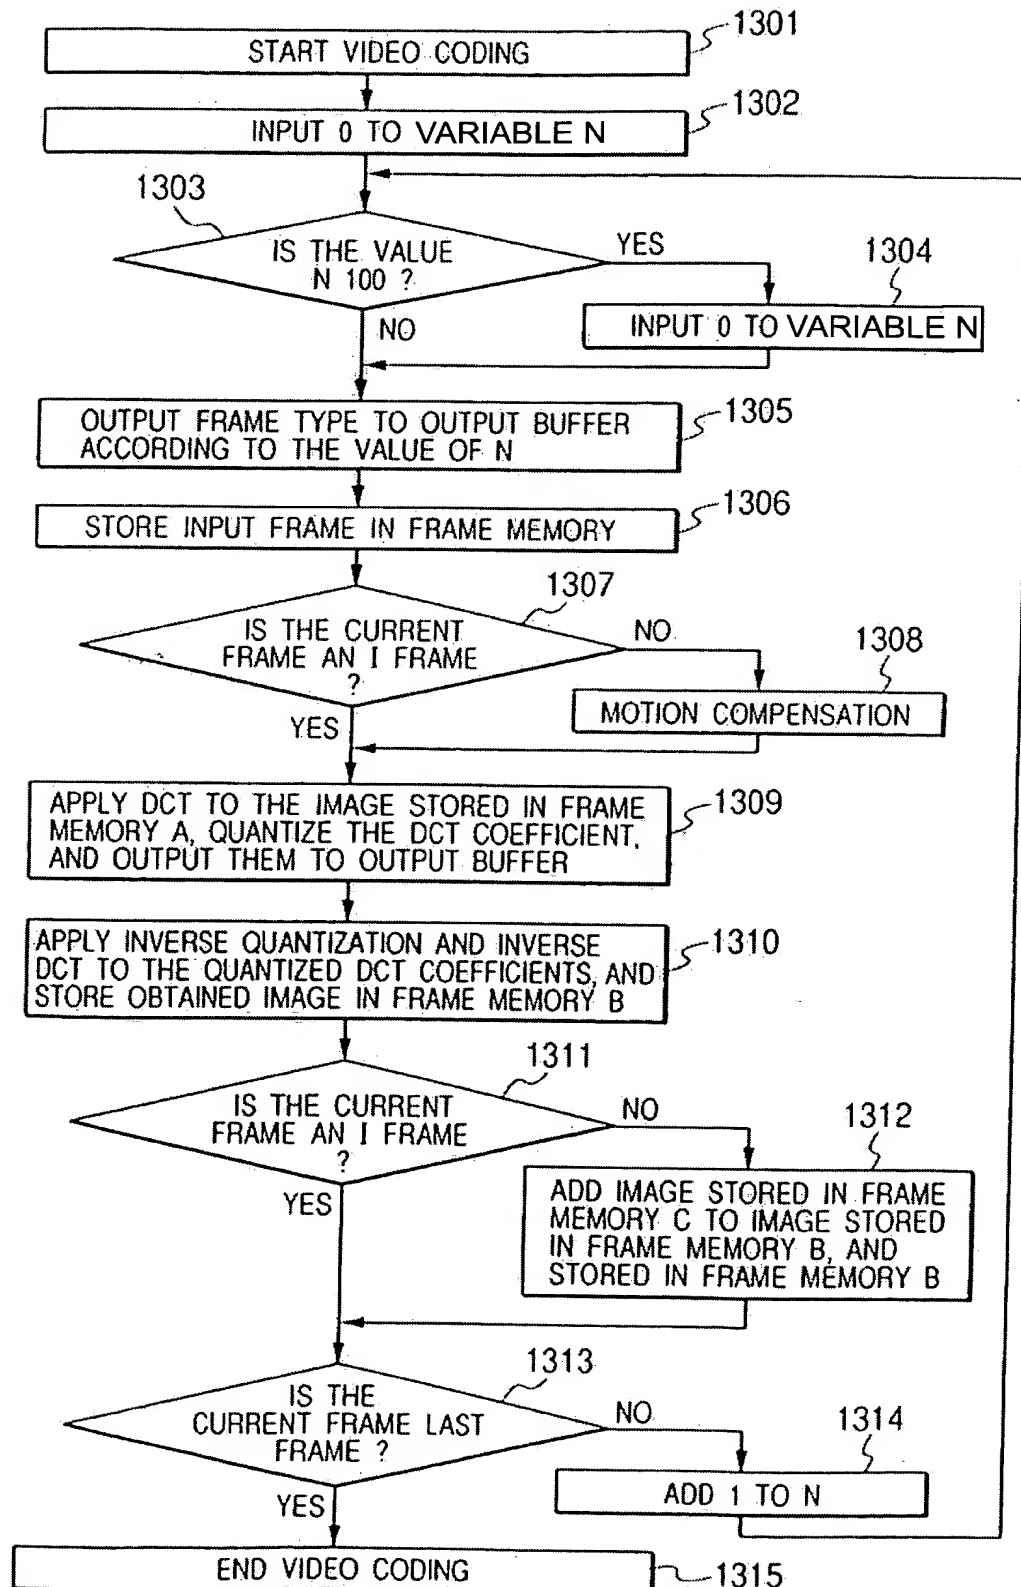 START VIDEO CODING
1301
INPUT 0 TO VARIABLE N
1302
1303
IS THE VALUE
N 100 ?
YES
NO
1304
INPUT 0 TO VARIABLE N
OUTPUT FRAME TYPE TO OUTPUT BUFFER
ACCORDING TO THE VALUE OF N
1305
STORE INPUT FRAME IN FRAME MEMORY
1306
1307
IS THE CURRENT
FRAME AN I FRAME
?
NO
YES
1308
MOTION COMPENSATION
APPLY DCT TO THE IMAGE STORED IN FRAME
MEMORY A, QUANTIZE THE DCT COEFFICIENT,
AND OUTPUT THEM TO OUTPUT BUFFER
1309
APPLY INVERSE QUANTIZATION AND INVERSE
DCT TO THE QUANTIZED DCT COEFFICIENTS, AND
STORE OBTAINED IMAGE IN FRAME MEMORY B
1310
1311
IS THE CURRENT
FRAME AN I FRAME
?
NO
YES
1312
ADD IMAGE STORED IN FRAME
MEMORY C TO IMAGE STORED
IN FRAME MEMORY B, AND
STORED IN FRAME MEMORY B
1313
IS THE
CURRENT FRAME LAST
FRAME ?
NO
YES
1314
ADD 1 TO N
END VIDEO CODING
1315